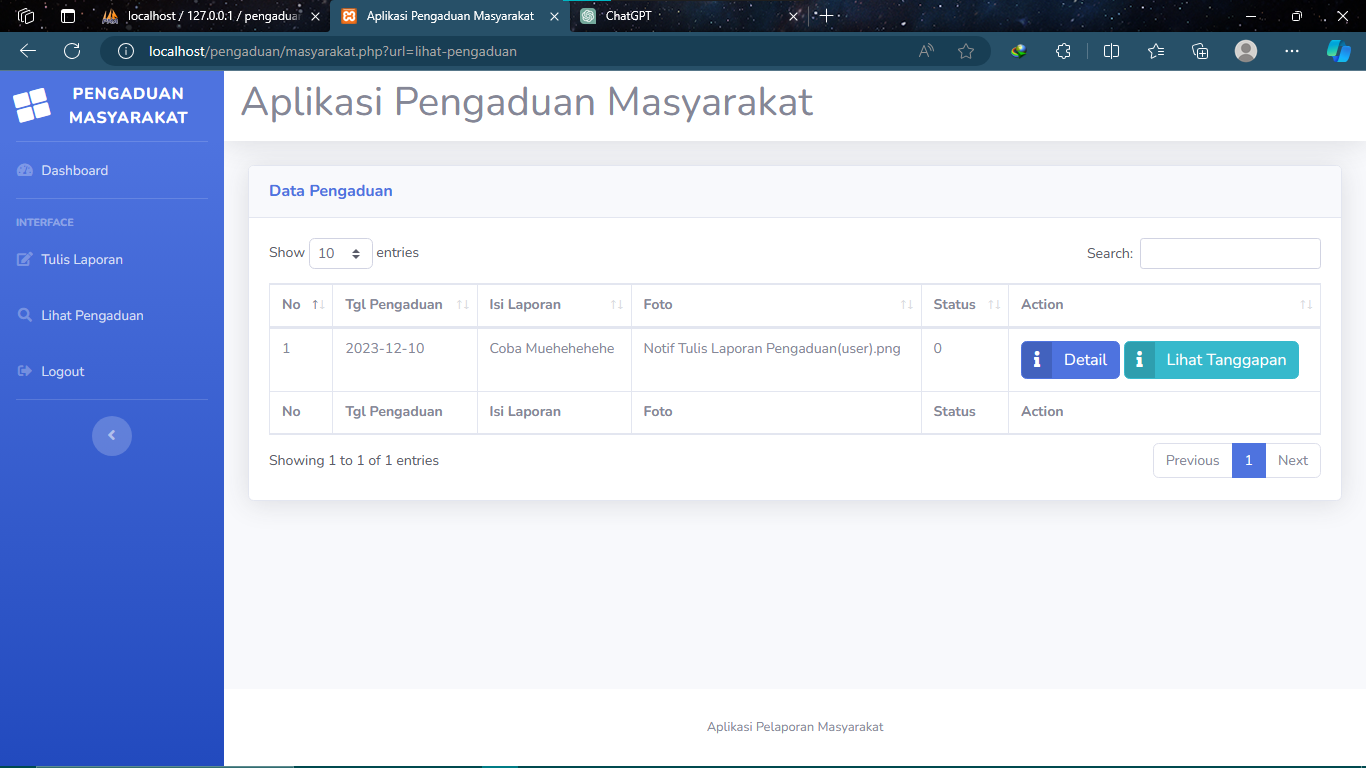 localhost / 127.0.0.1 / pengadua
Aplikasi Pengaduan Masyarakat
ChatGPT
localhost/pengaduan/masyarakat.php?url=lihat-pengaduan
PENGADUAN
MASYARAKAT
Dashboard
INTERFACE
Tulis Laporan
Lihat Pengaduan
Logout
Aplikasi Pengaduan Masyarakat
Data Pengaduan
Show 10 entries
Search:
No Tgl Pengaduan Isi Laporan Foto Status Action
1 2023-12-10 Coba Muehehehehe Notif Tulis Laporan Pengaduan(user).png 0 Detail Lihat Tanggapan
No Tgl Pengaduan Isi Laporan Foto Status Action
Showing 1 to 1 of 1 entries
Previous 1 Next
Aplikasi Pelaporan Masyarakat